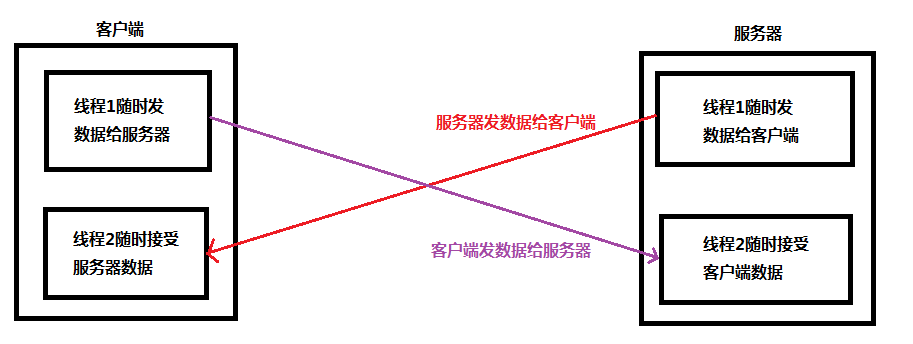 客户端
服务器
线程1随时发
数据给服务器
服务器发数据给客户端
线程1随时发
数据给客户端
线程2随时接受
服务器数据
客户端发数据给服务器
线程2随时接受
客户端数据